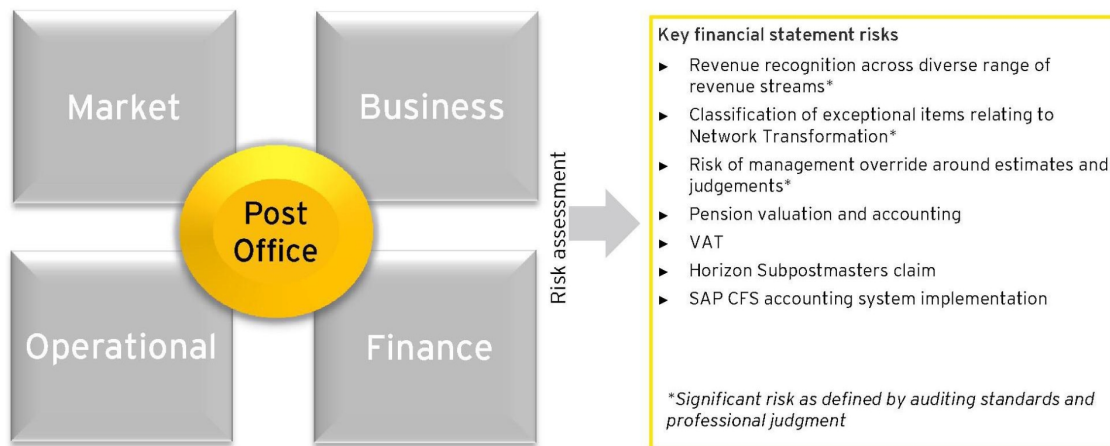 Market
Business
Post
Office
Operational
Finance
Risk assessment
Key financial statement risks
► Revenue recognition across diverse range of
revenue streams*
► Classification of exceptional items relating to
Network Transformation*
► Risk of management override around estimates and
judgements*
► Pension valuation and accounting
► VAT
► Horizon Subpostmasters claim
► SAP CFS accounting system implementation
*Significant risk as defined by auditing standards and
professional judgment